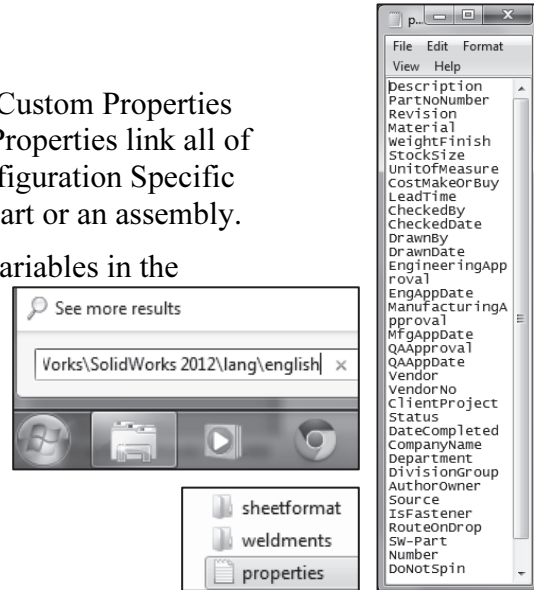 Custom Properties
Properties link all of
figuration Specific
art or an assembly.
ariables in the
See more results
Works\SolidWorks 2012\lang\english
sheetformat
weldments
properties
p...
File Edit Format
View Help
Description
PartNoNumber
Revision
Material
WeightFinish
StockSize
UnitOfMeasure
CostMakeOrBuy
LeadTime
CheckedBy
CheckedDate
DrawnBy
DrawnDate
EngineeringApp
roval
EngAppDate
ManufacturingA
pproval
MfgAppDate
QAApproval
QAAppDate
Vendor
VendorNo
ClientProject
Status
DateCompleted
CompanyName
Department
DivisionGroup
AuthorOwner
Source
IsFastener
RouteOnDrop
SW-Part
Number
DoNotSpin